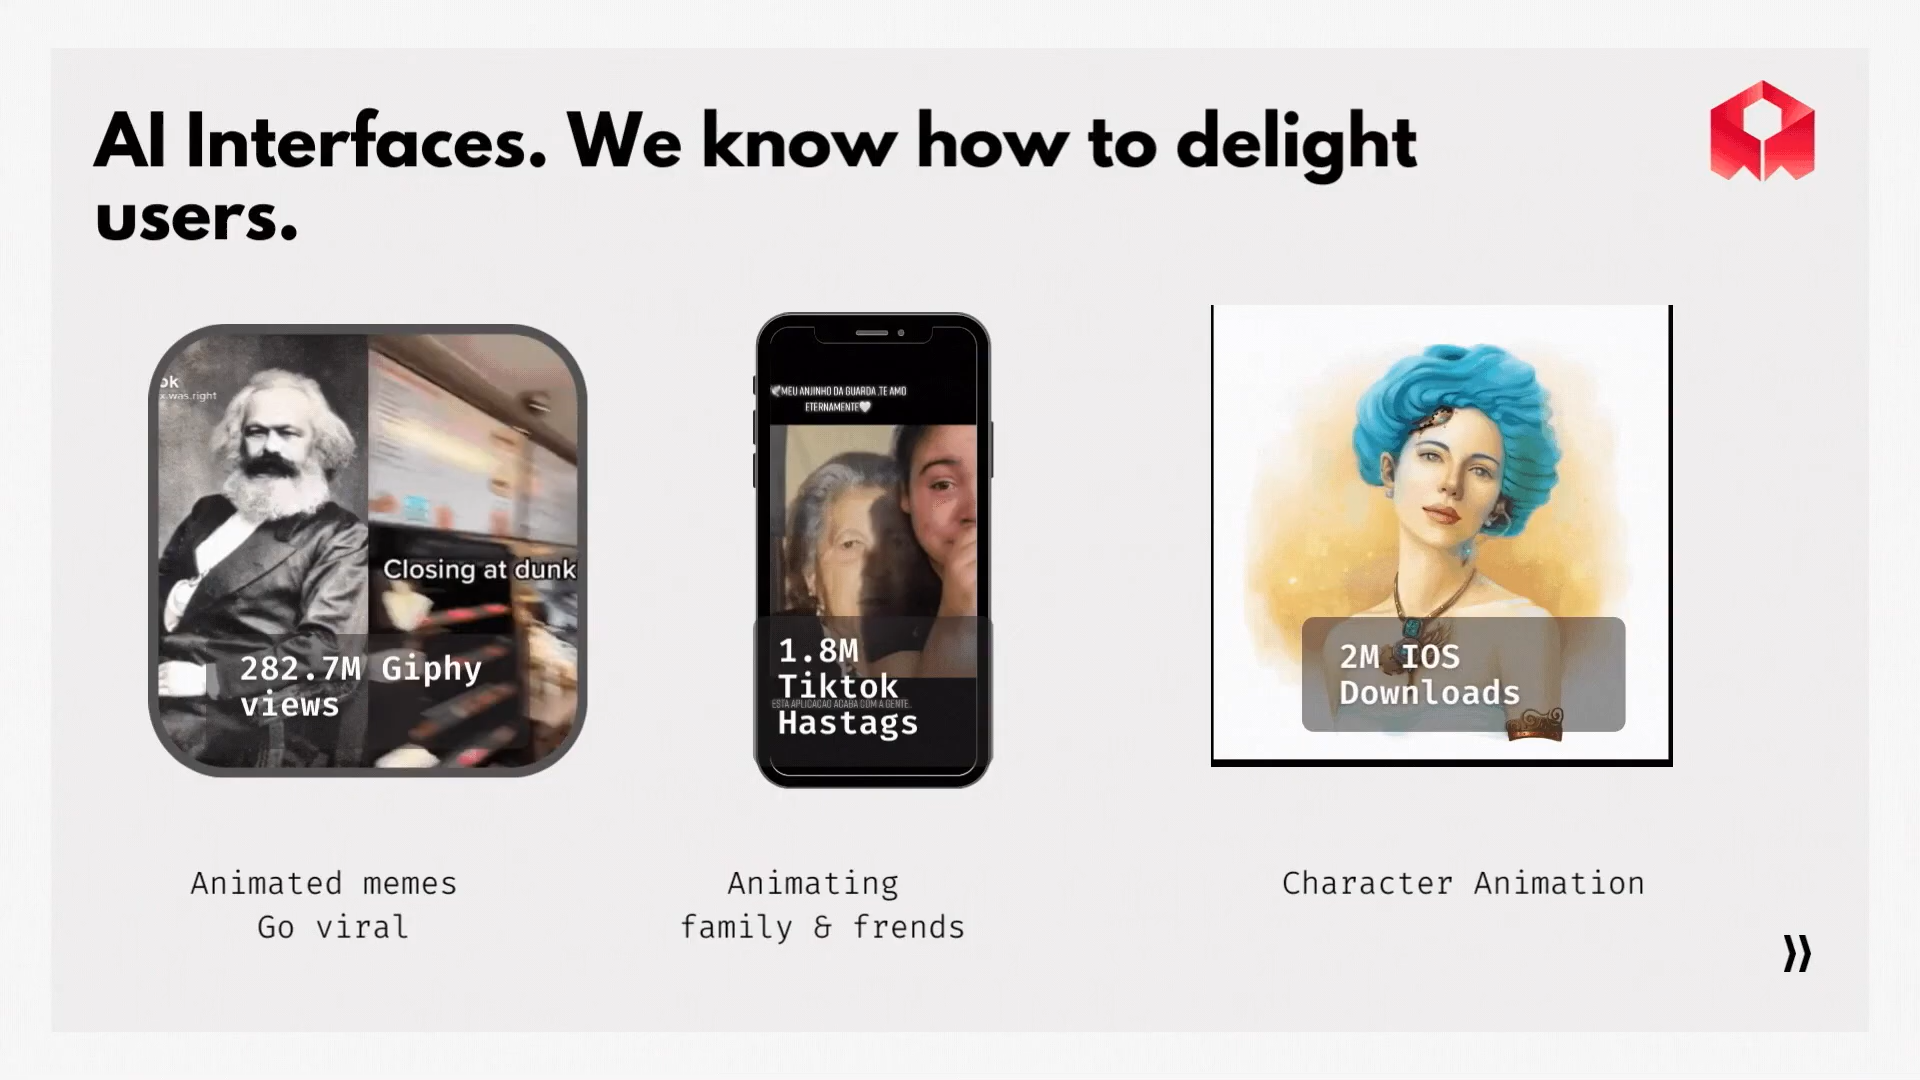 AI Interfaces. We know how to delight
users.
ok
x.was.right
Closing at dunk
282.7M Giphy
views
MEU ANJINHO DA GUARDA .TE AMO
ETERNAMENTE🤍
1.8M
Tiktok
ESTA APLICACAO ACABA COM A GENTE..
Hastags
2M IOS
Downloads
Animated memes
Go viral
Animating
family & frends
Character Animation